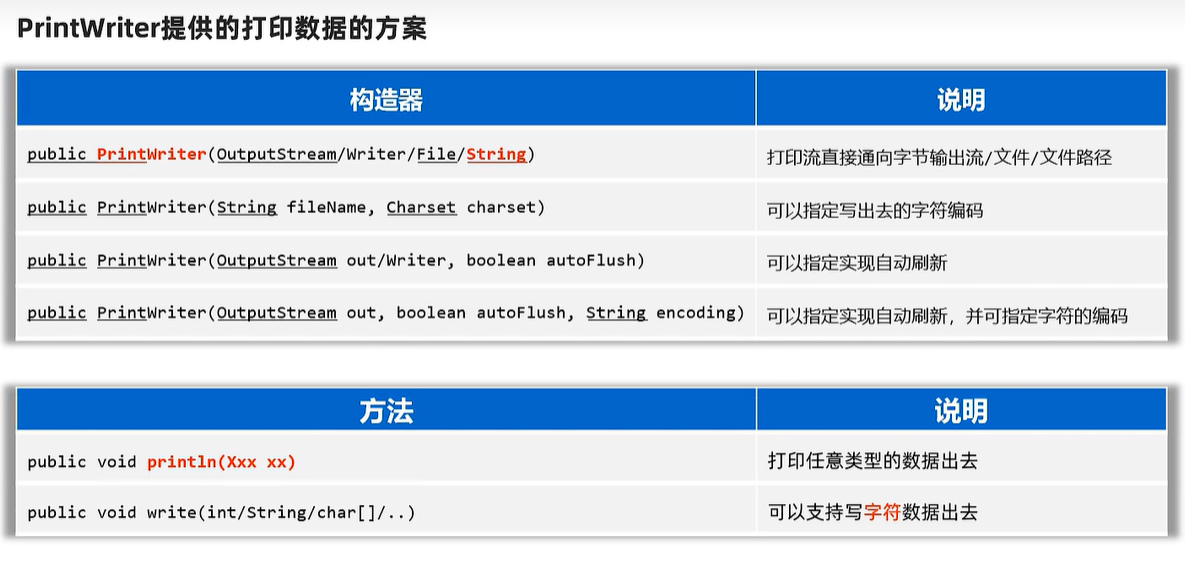 PrintWriter提供的打印数据的方案
构造器 说明
public PrintWriter(OutputStream/Writer/File/String) 打印流直接通向字节输出流/文件/文件路径
public PrintWriter(String fileName, Charset charset) 可以指定写出去的字符编码
public PrintWriter(OutputStream out/Writer, boolean autoFlush) 可以指定实现自动刷新
public PrintWriter(OutputStream out, boolean autoFlush, String encoding) 可以指定实现自动刷新，并可指定字符的编码
方法 说明
public void println(Xxx xx) 打印任意类型的数据出去
public void write(int/String/char[]/..) 可以支持写字符数据出去